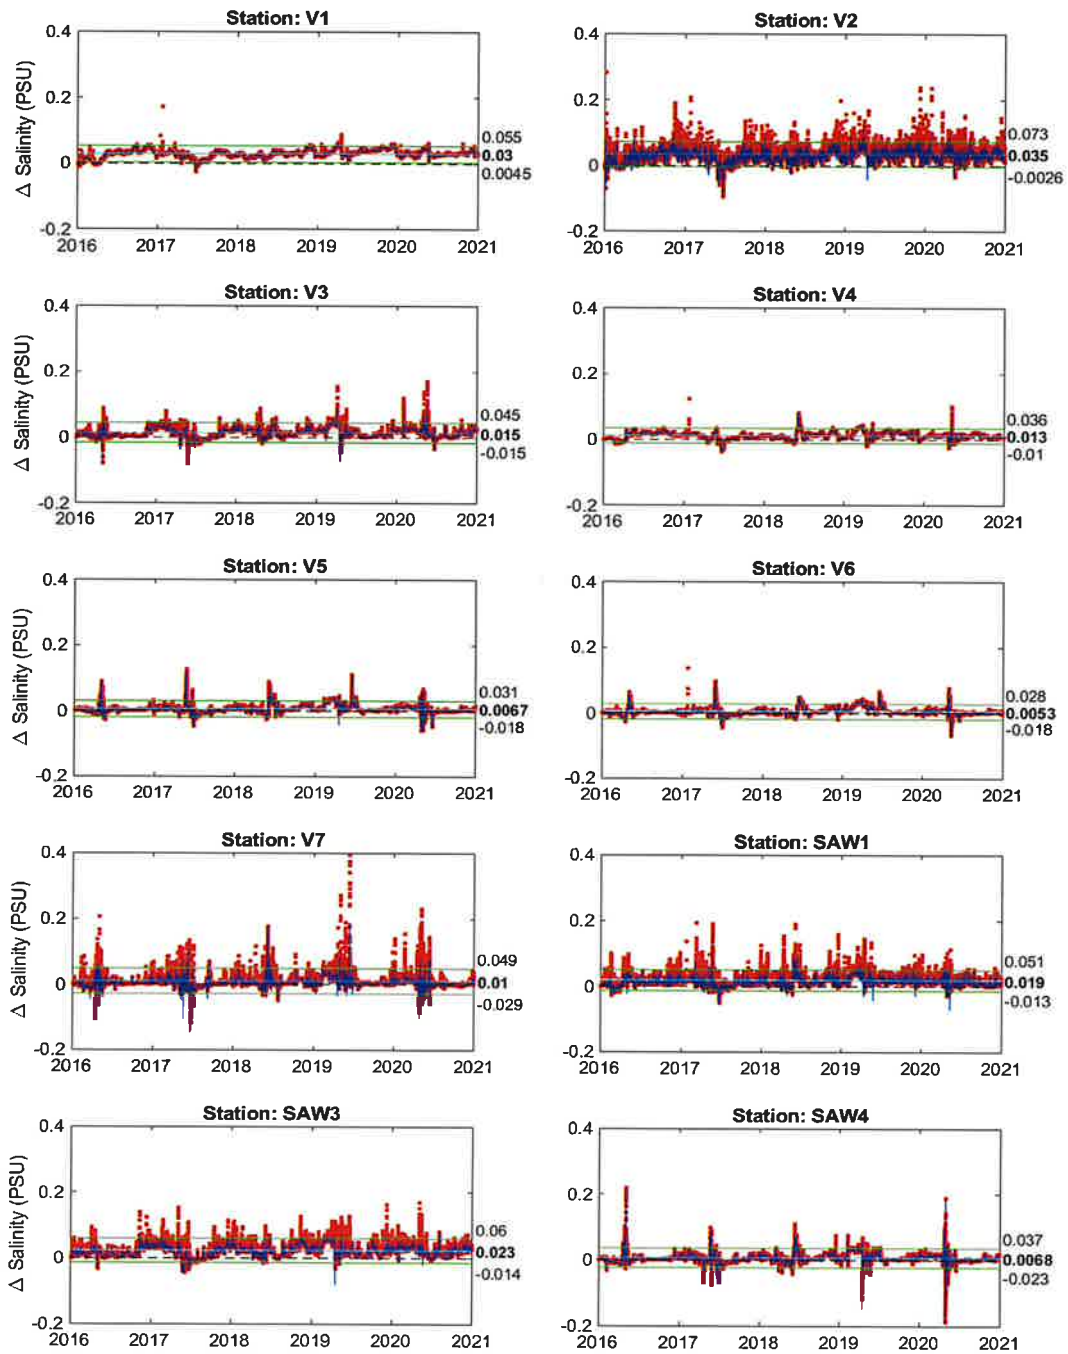 Station: V1
0.4
0.2
0
-0.2
Δ Salinity (PSU)
0.055
0.03
0.0045
2016 2017 2018 2019 2020 2021
Station: V2
0.4
0.2
0
-0.2
0.073
0.035
-0.0026
2016 2017 2018 2019 2020 2021
Station: V3
0.4
0.2
0
-0.2
Δ Salinity (PSU)
0.045
0.015
-0.015
2016 2017 2018 2019 2020 2021
Station: V4
0.4
0.2
0
-0.2
0.036
0.013
-0.01
2016 2017 2018 2019 2020 2021
Station: V5
0.4
0.2
0
-0.2
Δ Salinity (PSU)
0.031
0.0067
-0.018
2016 2017 2018 2019 2020 2021
Station: V6
0.4
0.2
0
-0.2
0.028
0.0053
-0.018
2016 2017 2018 2019 2020 2021
Station: V7
0.4
0.2
0
-0.2
Δ Salinity (PSU)
0.049
0.01
-0.029
2016 2017 2018 2019 2020 2021
Station: SAW1
0.4
0.2
0
-0.2
0.051
0.019
-0.013
2016 2017 2018 2019 2020 2021
Station: SAW3
0.4
0.2
0
-0.2
Δ Salinity (PSU)
0.06
0.023
-0.014
2016 2017 2018 2019 2020 2021
Station: SAW4
0.4
0.2
0
-0.2
0.037
0.0068
-0.023
2016 2017 2018 2019 2020 2021